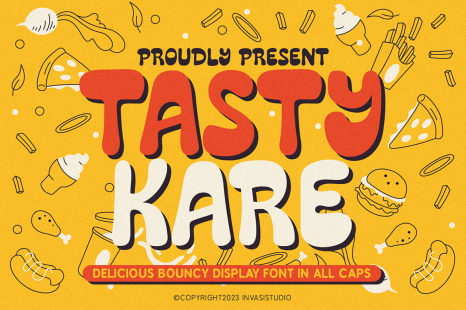 PROUDLY PRESENT
TASTY
KARE
DELICIOUS BOUNCY DISPLAY FONT IN ALL CAPS
©COPYRIGHT2023 INVASISTUDIO